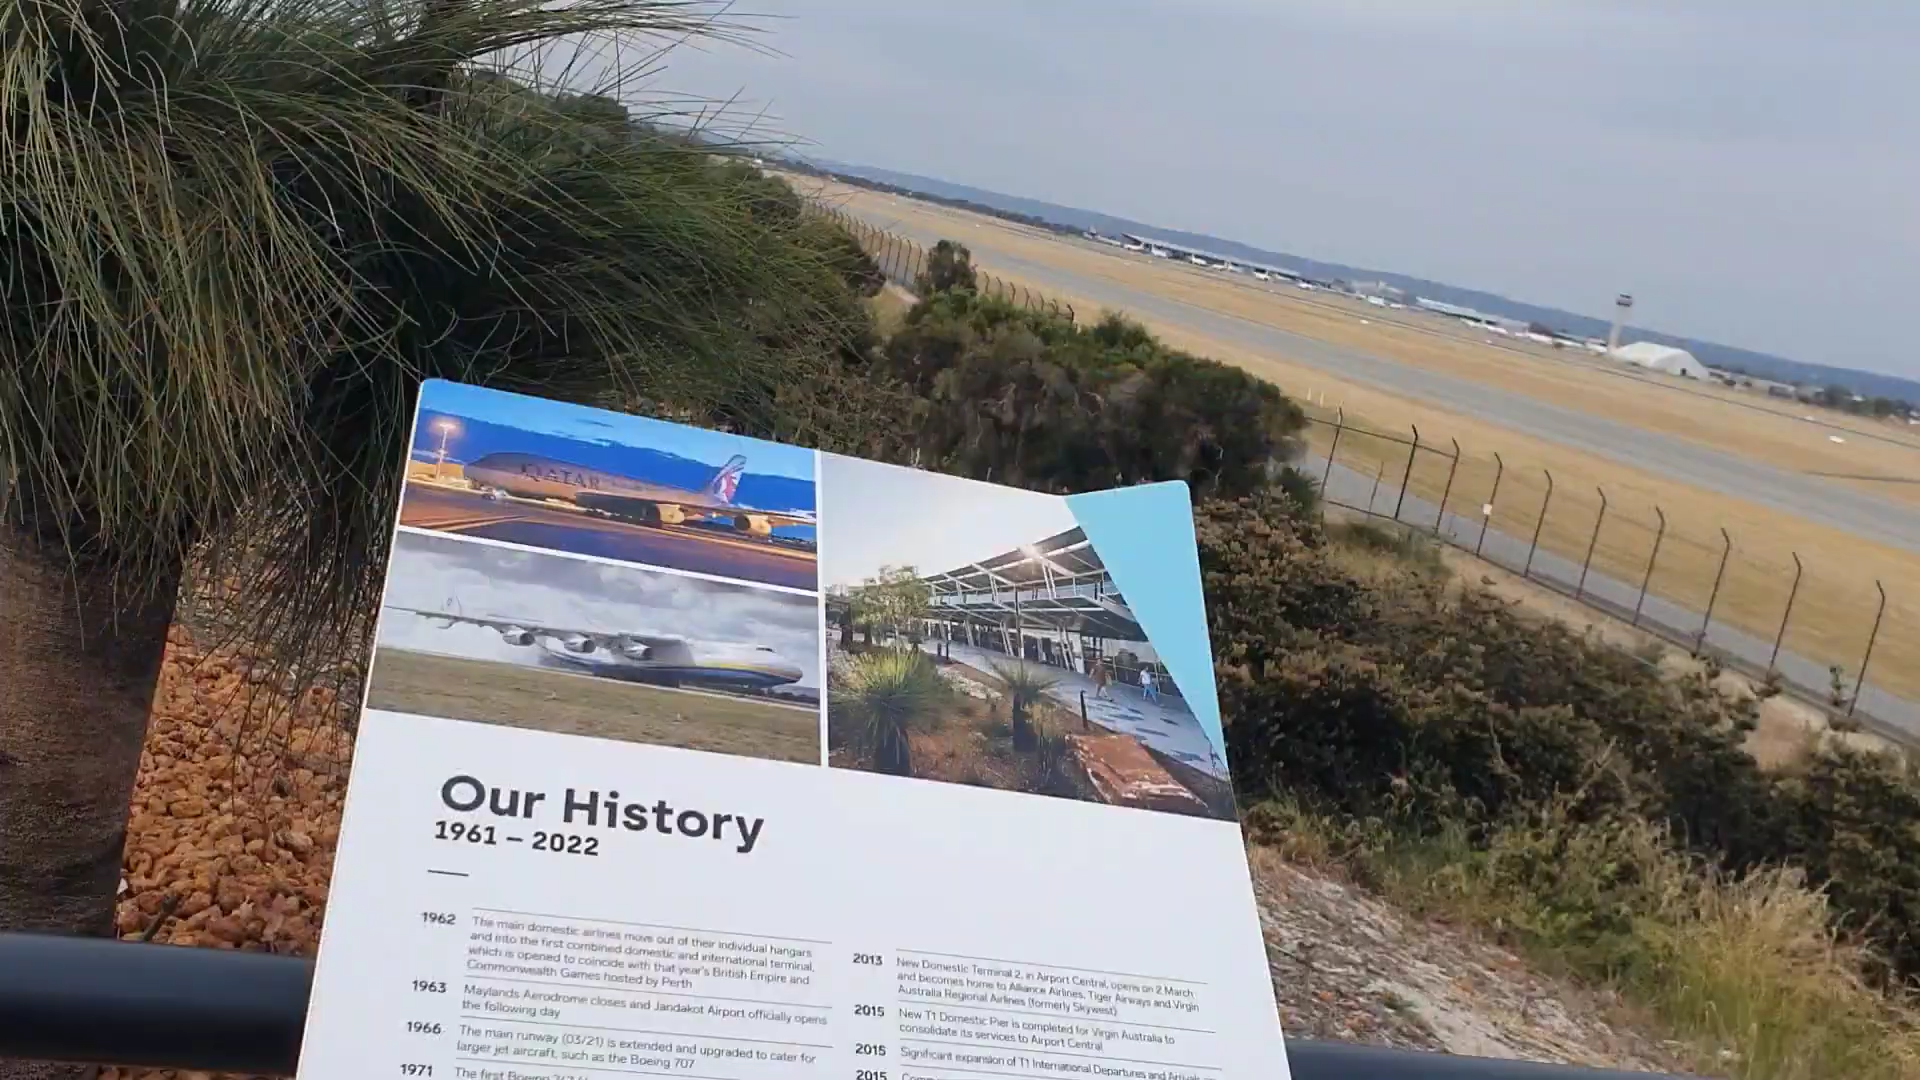 QATAR
Our History
1961 – 2022
1962 The main domestic airlines move out of their individual hangars
and into the first combined domestic and international terminal,
which is opened to coincide with that year's British Empire and
Commonwealth Games hosted by Perth
1963 Maylands Aerodrome closes and Jandakot Airport officially opens
the following day
1966 The main runway (03/21) is extended and upgraded to cater for
larger jet aircraft, such as the Boeing 707
1971 The first Boeing
2013 New Domestic Terminal 2, in Airport Central, opens on 2 March
and becomes home to Alliance Airlines, Tiger Airways and Virgin
Australia Regional Airlines (formerly Skywest)
2015 New T1 Domestic Pier is completed for Virgin Australia to
consolidate its services to Airport Central
2015 Significant expansion of T1 International Departures and
2015